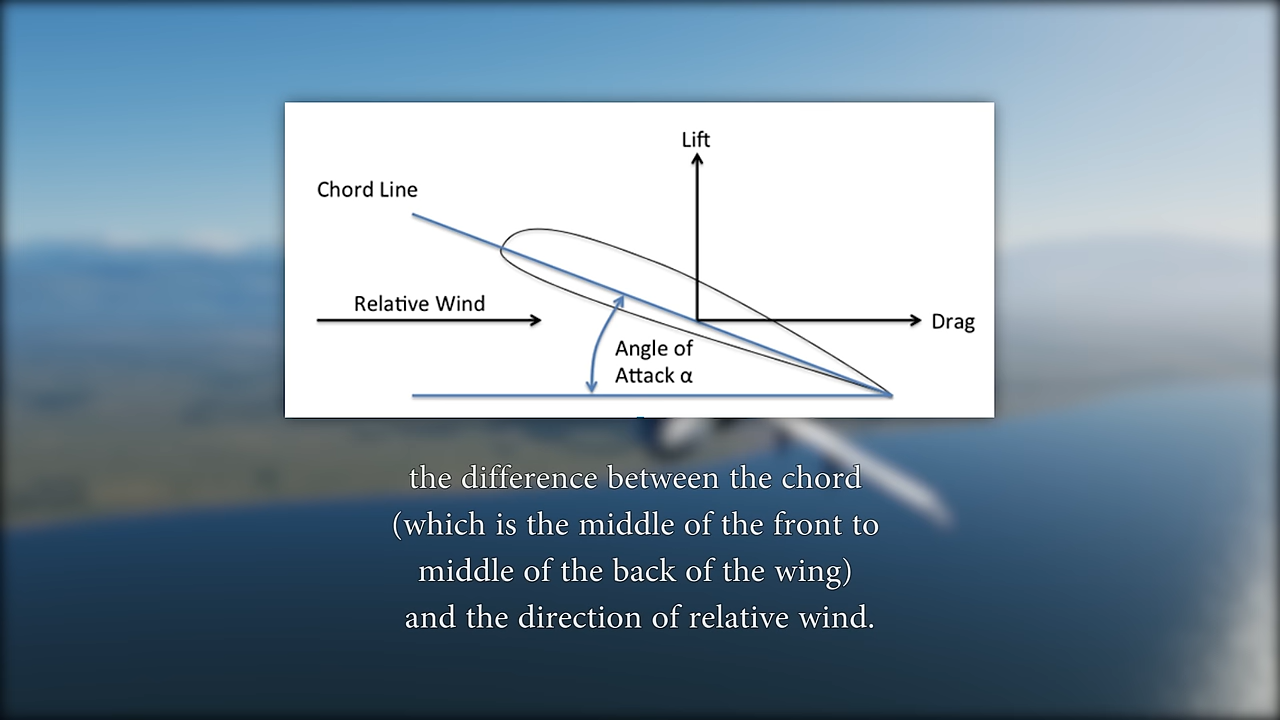 Lift
Chord Line
Relative Wind
Drag
Angle of
Attack α
the difference between the chord
(which is the middle of the front to
middle of the back of the wing)
and the direction of relative wind.